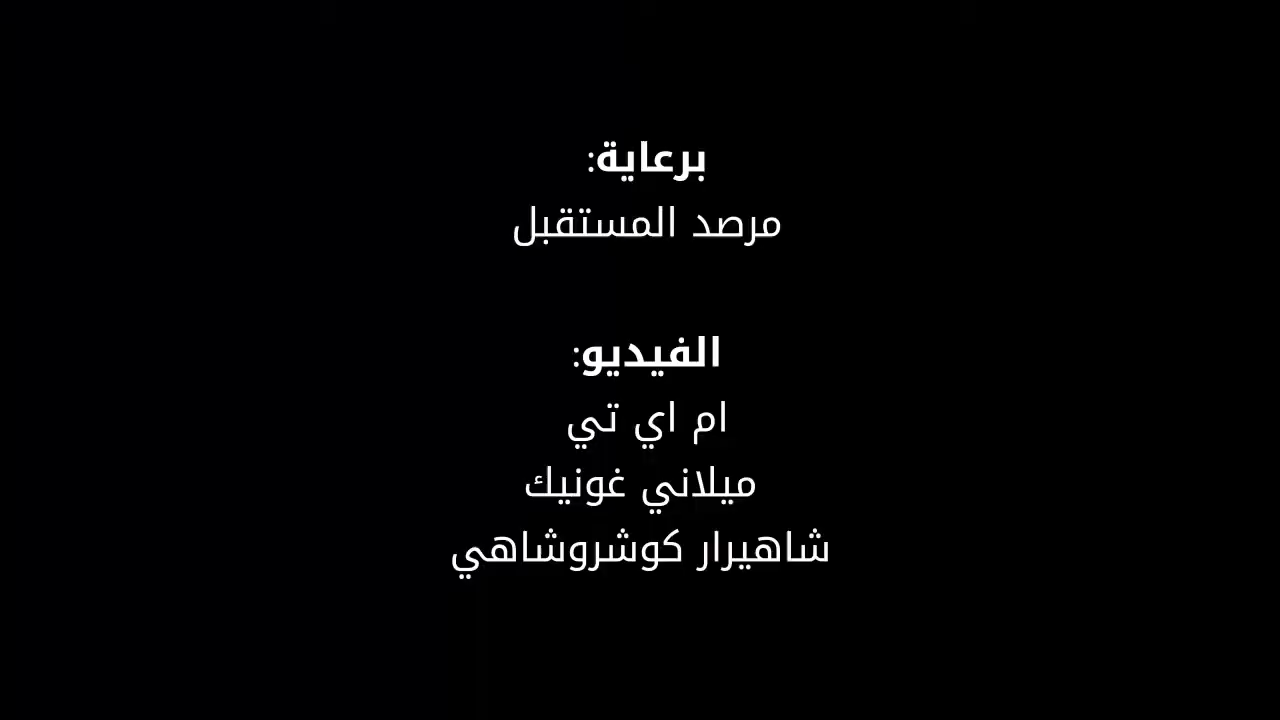 برعاية:
مرصد المستقبل
الفيديو:
ام اي تي
ميلاني غونيك
شاهيرار كوشروشاهي